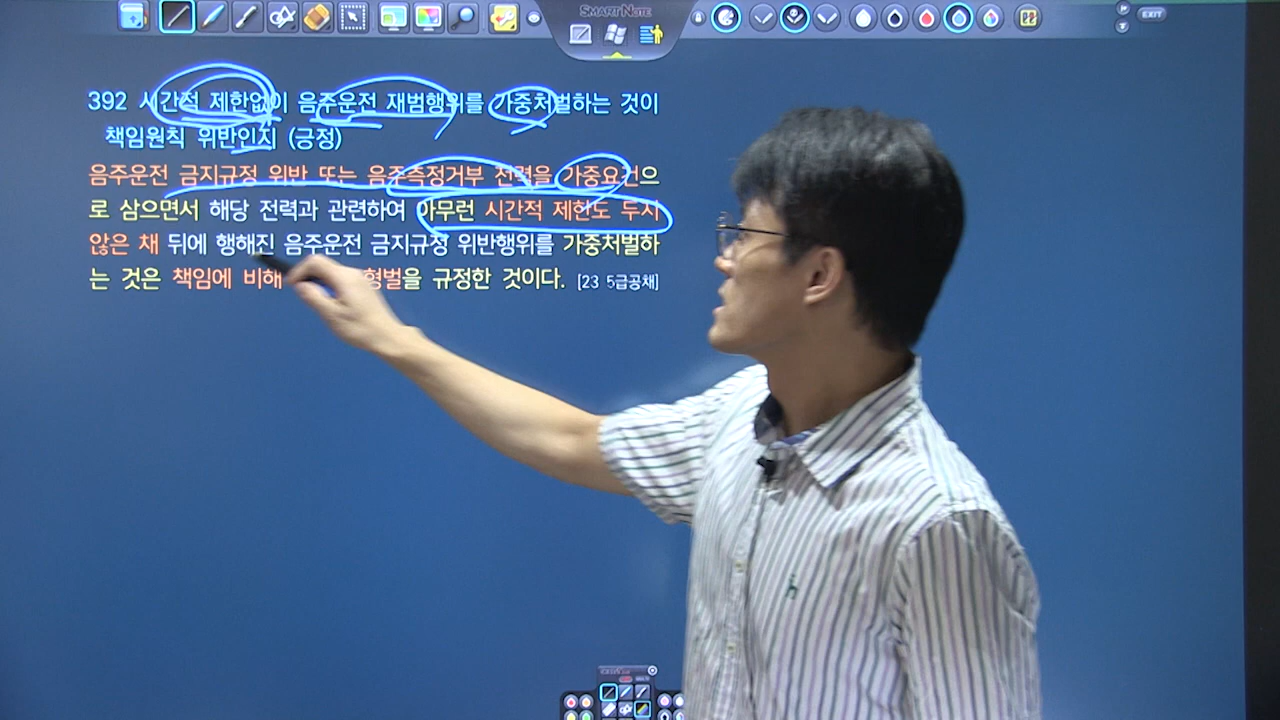 SMARTNOTE
EXIT
392 시간적 제한없이 음주운전 재범행위를 가중처벌하는 것이
책임원칙 위반인지 (긍정)
음주운전 금지규정 위반 또는 음주측정거부 전력을 가중요건으
로 삼으면서 해당 전력과 관련하여 아무런 시간적 제한도 두지
않은 채 뒤에 행해진 음주운전 금지규정 위반행위를 가중처벌하
는 것은 책임에 비해 형벌을 규정한 것이다. [23 5급공채]